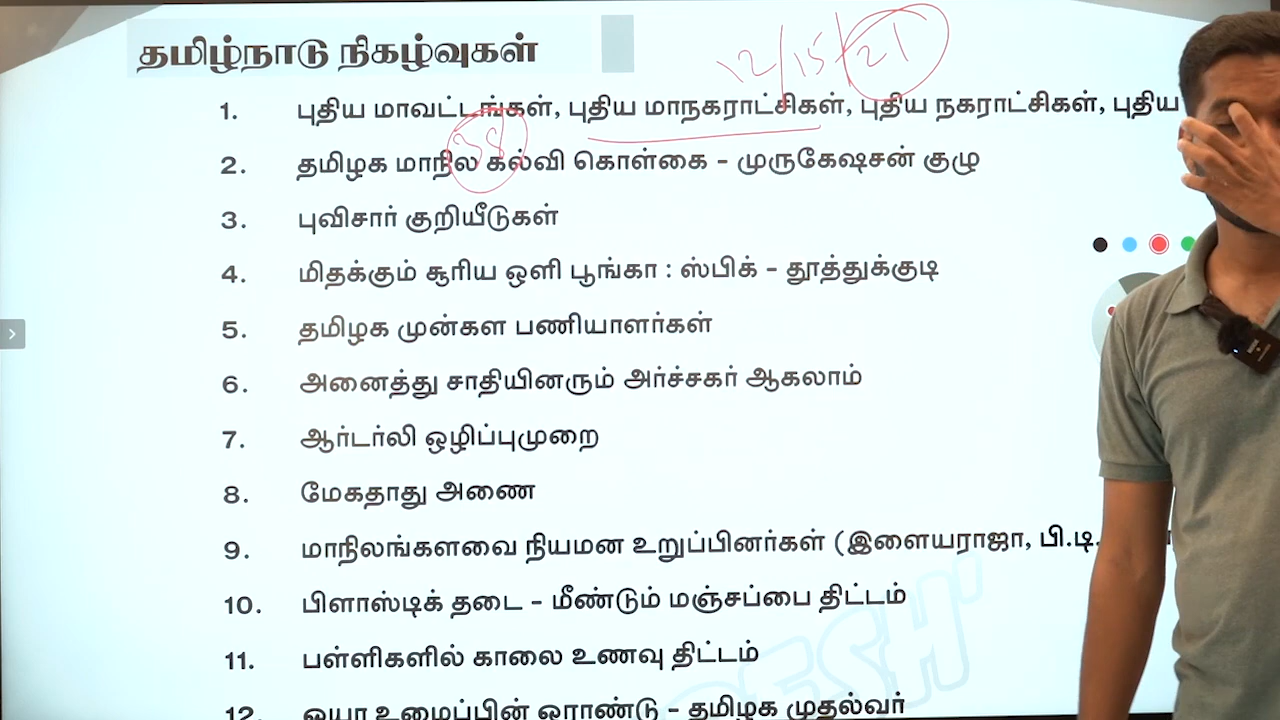 தமிழ்நாடு நிகழ்வுகள்
12/15/21
1. புதிய மாவட்டங்கள், புதிய மாநகராட்சிகள், புதிய நகராட்சிகள், புதிய
38
2. தமிழக மாநில கல்வி கொள்கை - முருகேஷசன் குழு
3. புவிசார் குறியீடுகள்
4. மிதக்கும் சூரிய ஒளி பூங்கா : ஸ்பிக் - தூத்துக்குடி
5. தமிழக முன்கள பணியாளர்கள்
6. அனைத்து சாதியினரும் அர்ச்சகர் ஆகலாம்
7. ஆர்டர்லி ஒழிப்புமுறை
8. மேகதாது அணை
9. மாநிலங்களவை நியமன உறுப்பினர்கள் (இளையராஜா, பி.டி.
10. பிளாஸ்டிக் தடை - மீண்டும் மஞ்சப்பை திட்டம்
11. பள்ளிகளில் காலை உணவு திட்டம்
12. - தமிழக முதல்வர்